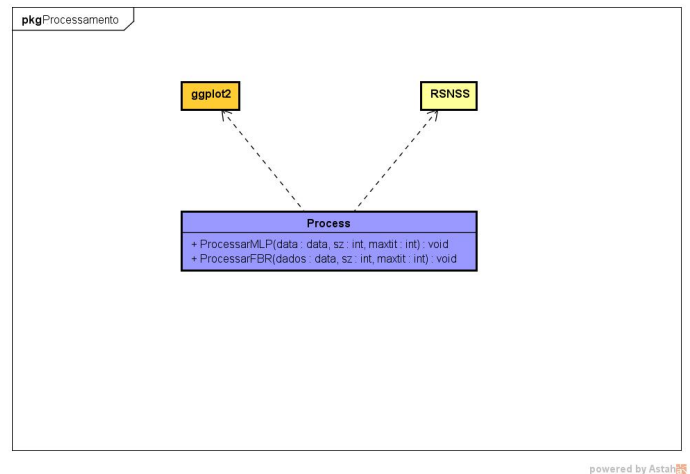 pkgProcessamento
ggplot2
RSNSS
Process
+ ProcessarMLP(data : data, sz : int, maxtit : int) : void
+ ProcessarFBR(dados : data, sz : int, maxtit : int) : void
powered by Astah